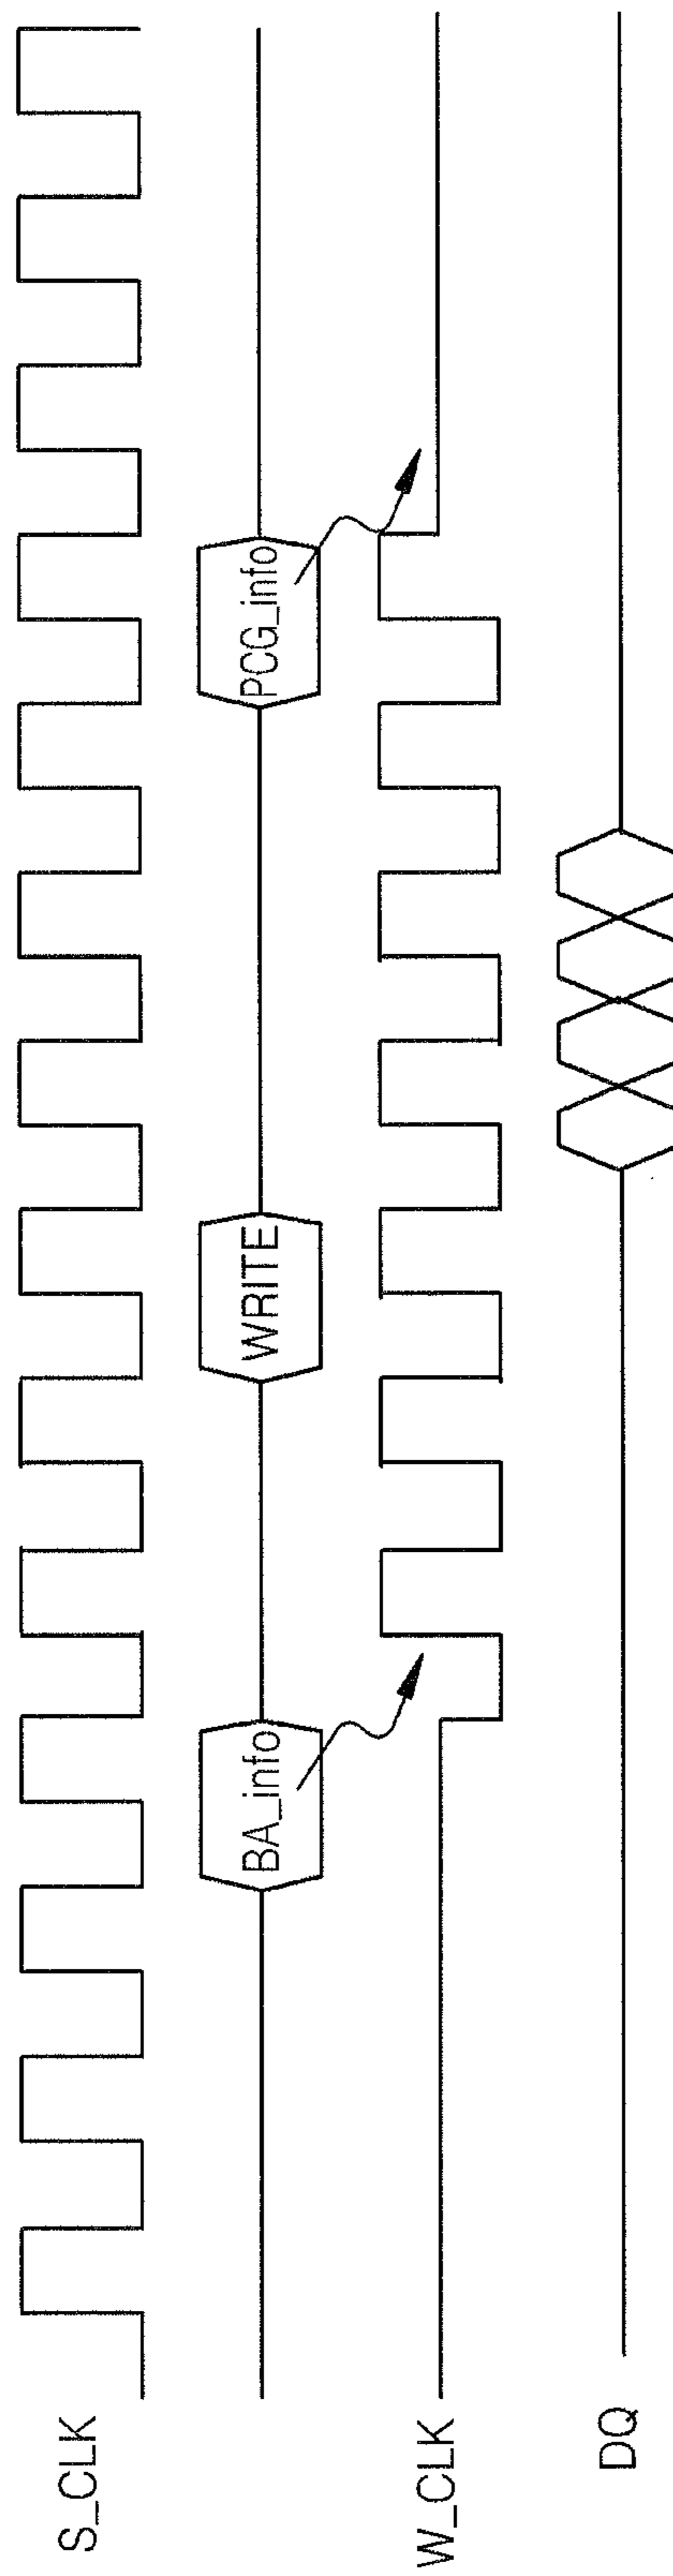 S_CLK
BA_info
WRITE
PCG_info
W_CLK
DQ